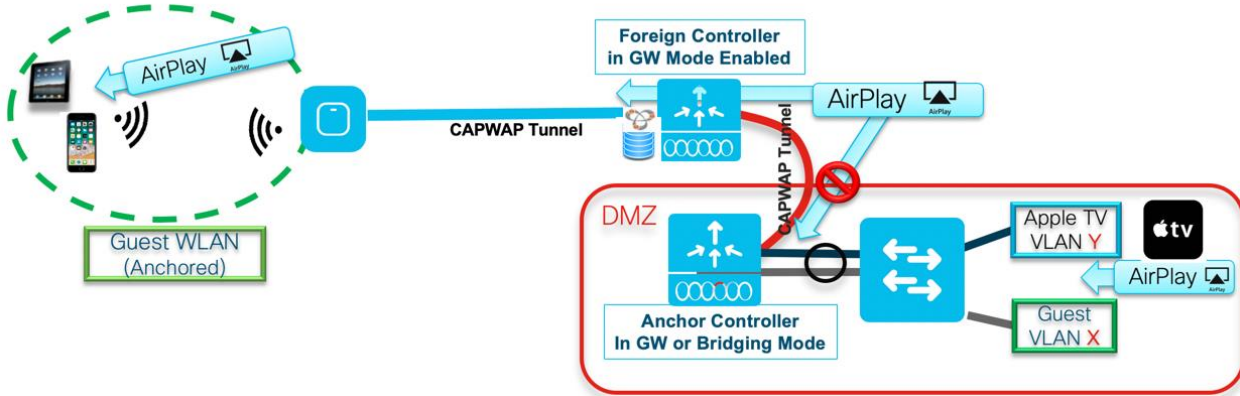 AirPlay
AirPlay
CAPWAP Tunnel
Guest WLAN
(Anchored)
Foreign Controller
in GW Mode Enabled
AirPlay
AirPlay
CAPWAP Tunnel
DMZ
Anchor Controller
In GW or Bridging Mode
Apple TV
VLAN Y
tv
AirPlay
AirPlay
Guest
VLAN X